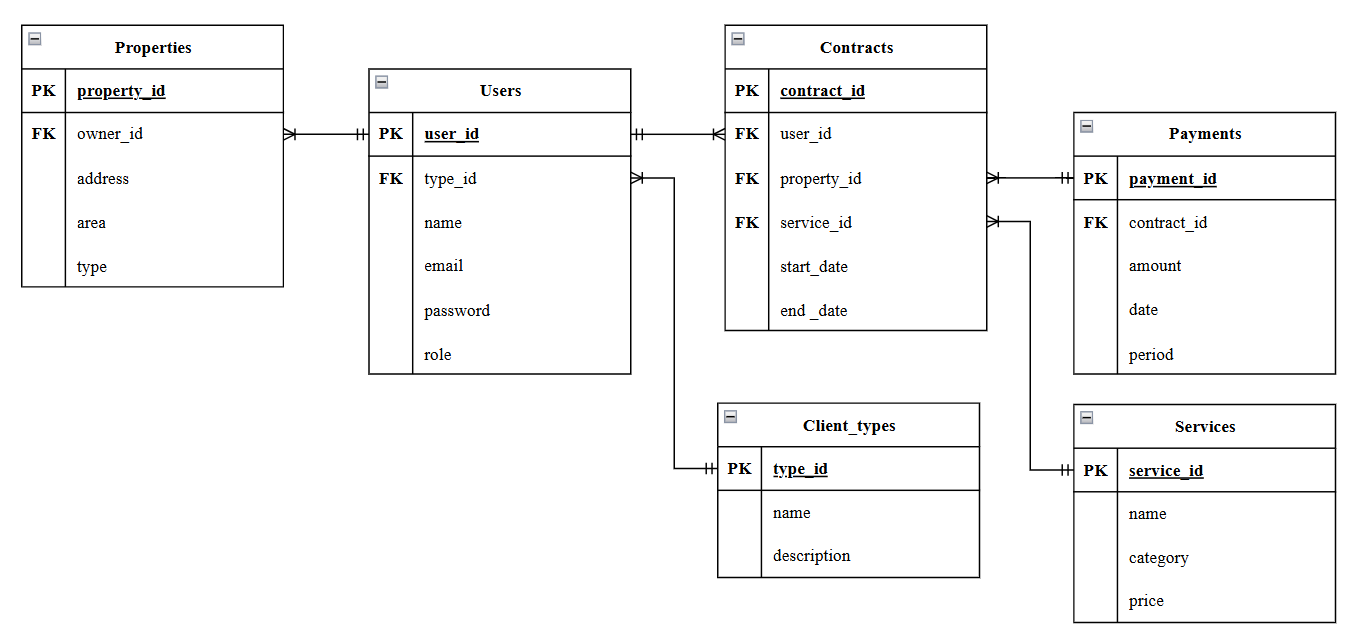 Properties
PK property_id
FK owner_id
address
area
type
Users
PK user_id
FK type_id
name
email
password
role
Contracts
PK contract_id
FK user_id
FK property_id
FK service_id
start_date
end _date
Payments
PK payment_id
FK contract_id
amount
date
period
Client_types
PK type_id
name
description
Services
PK service_id
name
category
price